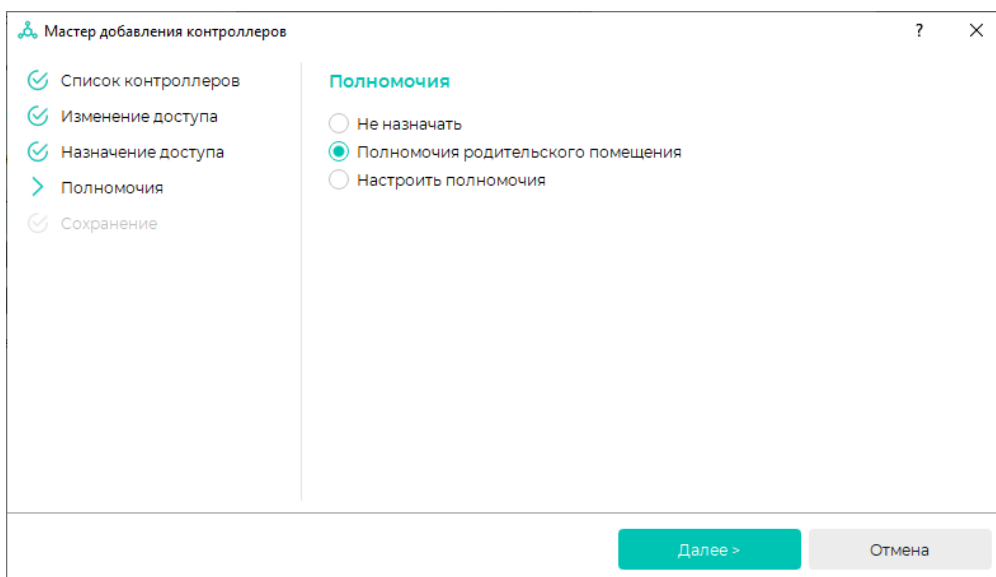 Мастер добавления контроллеров
?
Список контроллеров
Изменение доступа
Назначение доступа
Полномочия
Сохранение
Полномочия
Не назначать
Полномочия родительского помещения
Настроить полномочия
Далее >
Отмена